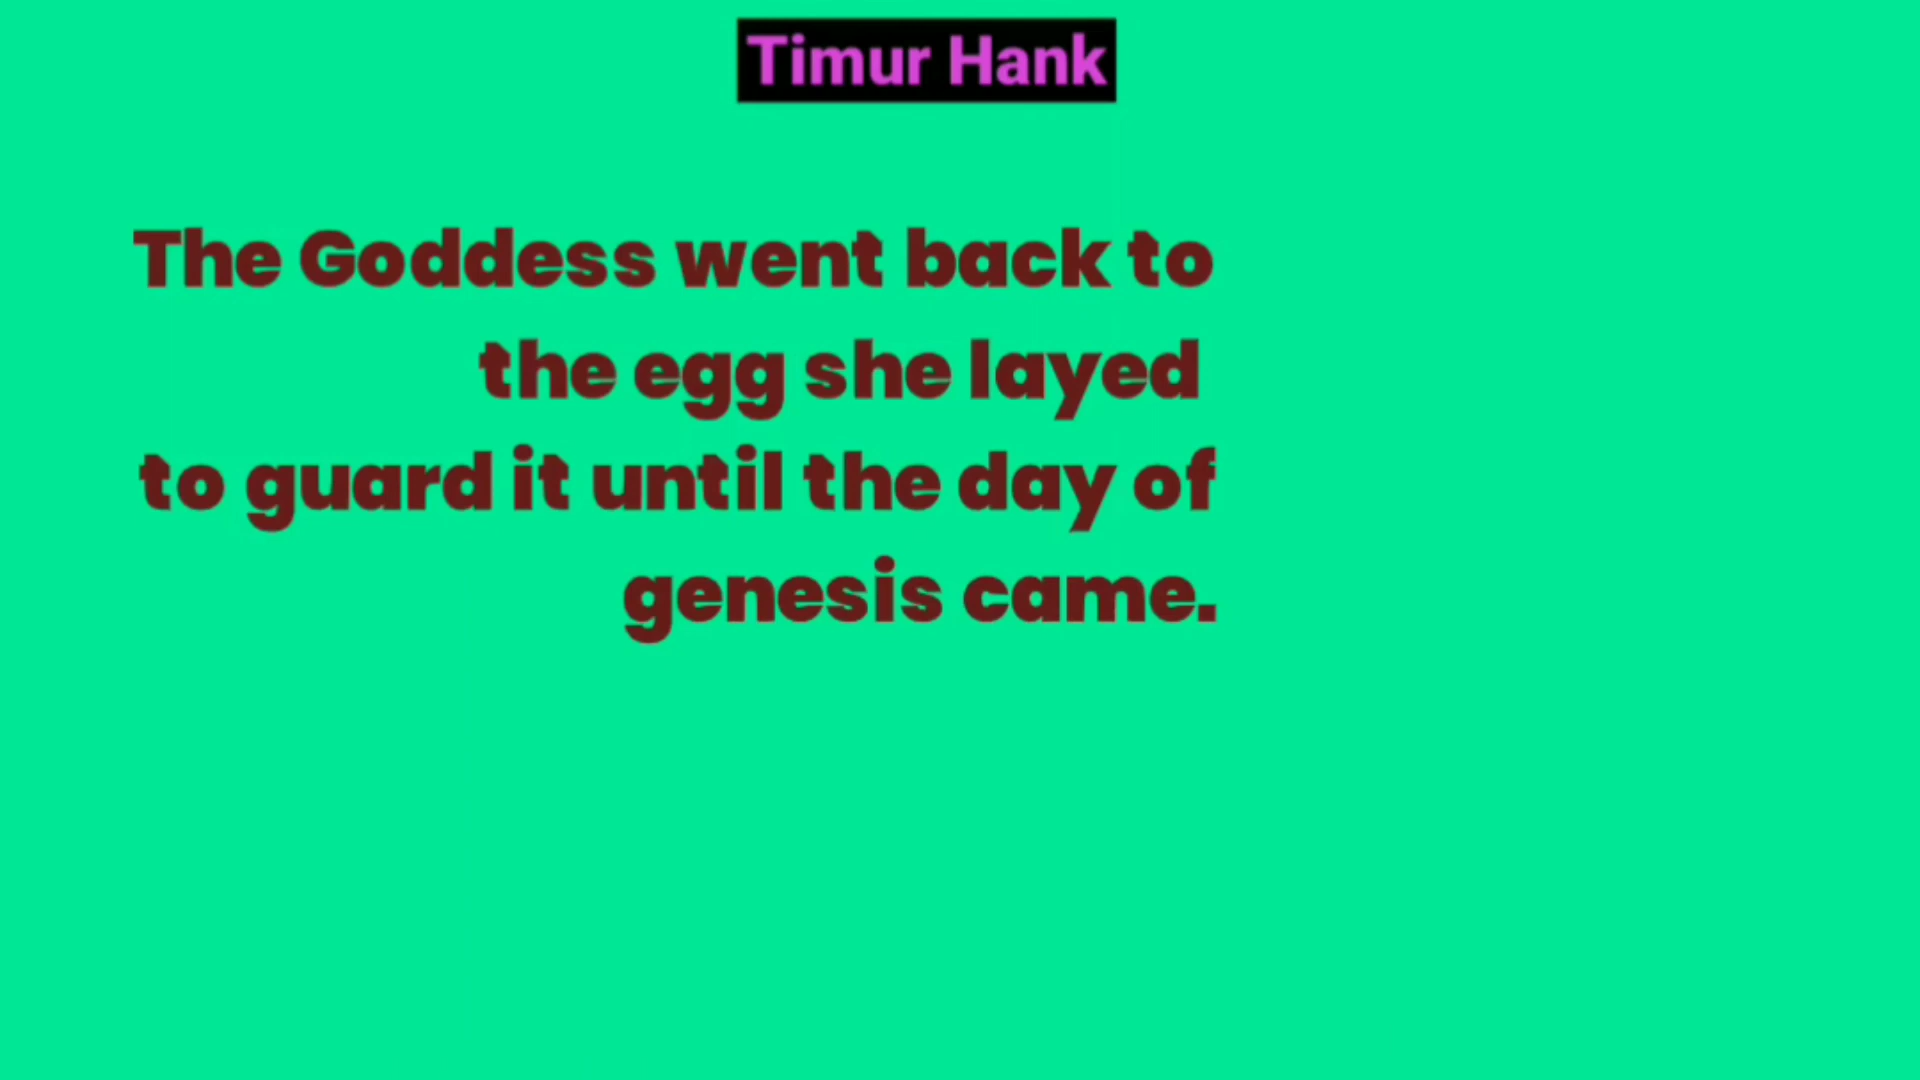 Timur Hank
The Goddess went back to
the egg she layed
to guard it until the day of
genesis came.